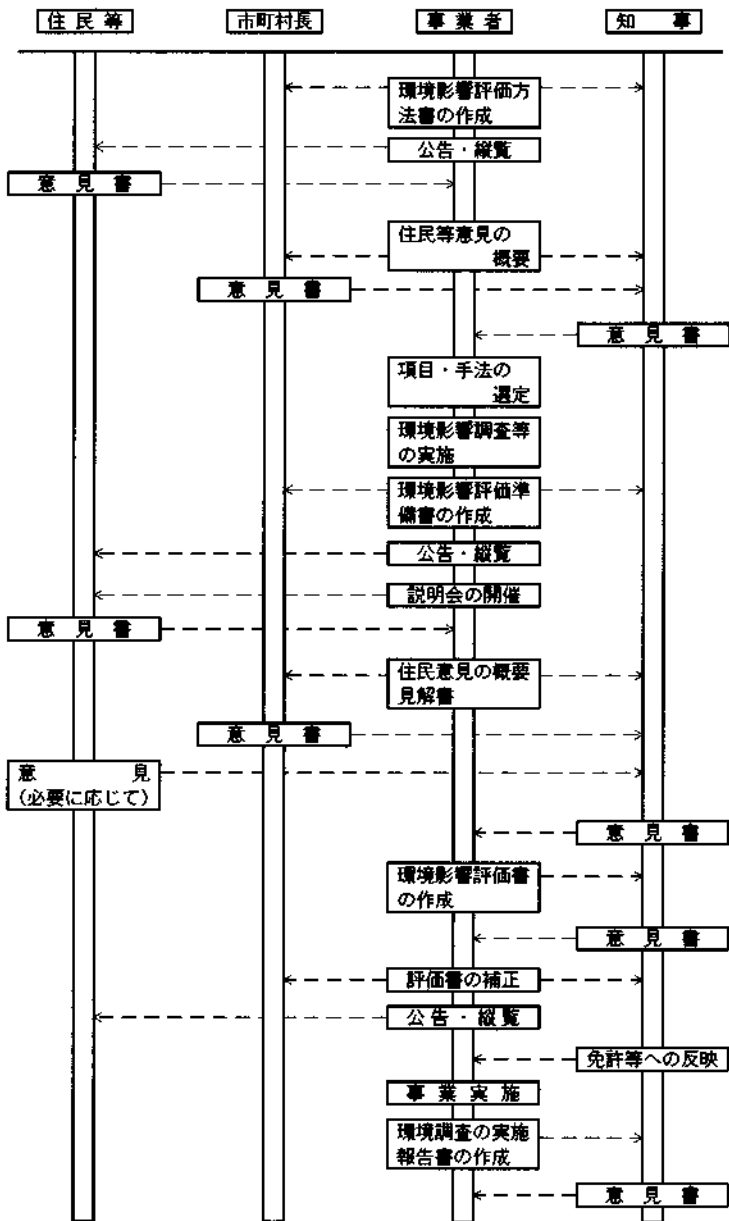 住民等
市町村長
事業者
知事
環境影響評価方
法書の作成
公告・縦覧
意見書
住民等意見の
概要
意見書
意見書
項目・手法の
選定
環境影響調査等
の実施
環境影響評価準
備書の作成
公告・縦覧
説明会の開催
意見書
住民意見の概要
見解書
意見書
意見
(必要に応じて)
意見書
環境影響評価書
の作成
意見書
評価書の補正
公告・縦覧
免許等への反映
事業実施
環境調査の実施
報告書の作成
意見書